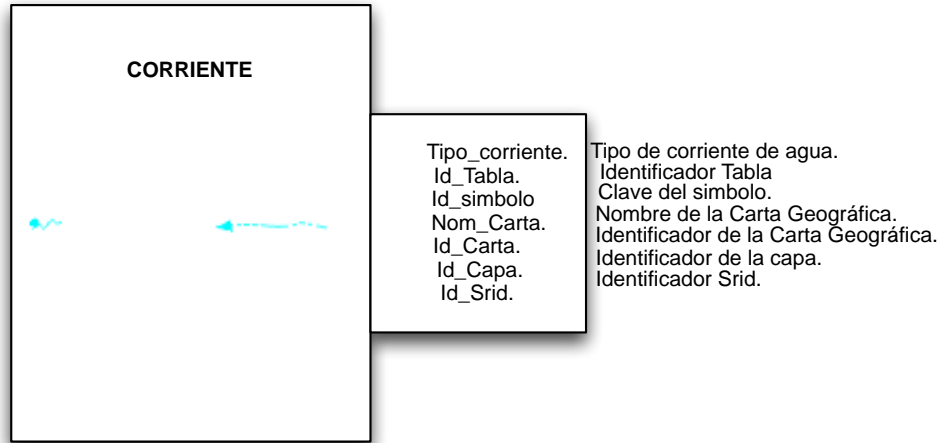 CORRIENTE
Tipo_corriente. Tipo de corriente de agua.
Id_Tabla. Identificador Tabla
Id_simbolo Clave del simbolo.
Nom_Carta. Nombre de la Carta Geográfica.
Id_Carta. Identificador de la Carta Geográfica.
Id_Capa. Identificador de la capa.
Id_Srid. Identificador Srid.